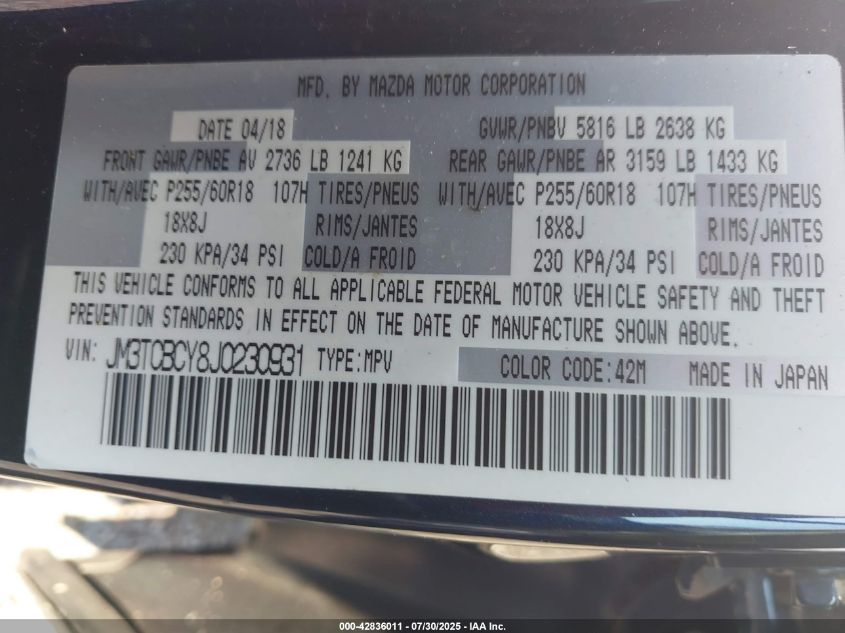 MFD. BY MAZDA MOTOR CORPORATION
DATE 04/18 GVWR/PNBV 5816 LB 2638 KG
FRONT GAWR/PNBE AV 2736 LB 1241 KG REAR GAWR/PNBE AR 3159 LB 1433 KG
WITH/AVEC P255/60R18 107H TIRES/PNEUS WITH/AVEC P255/60R18 107H TIRES/PNEUS
18X8J RIMS/JANTES 18X8J RIMS/JANTES
230 KPA/34 PSI COLD/A FROID 230 KPA/34 PSI COLD/A FROID
THIS VEHICLE CONFORMS TO ALL APPLICABLE FEDERAL MOTOR VEHICLE SAFETY AND THEFT
PREVENTION STANDARDS IN EFFECT ON THE DATE OF MANUFACTURE SHOWN ABOVE.
VIN: JM3TCBCY8J0230931 TYPE:MPV COLOR CODE:42M MADE IN JAPAN
000-42836011 - 07/30/2025 - IAA Inc.